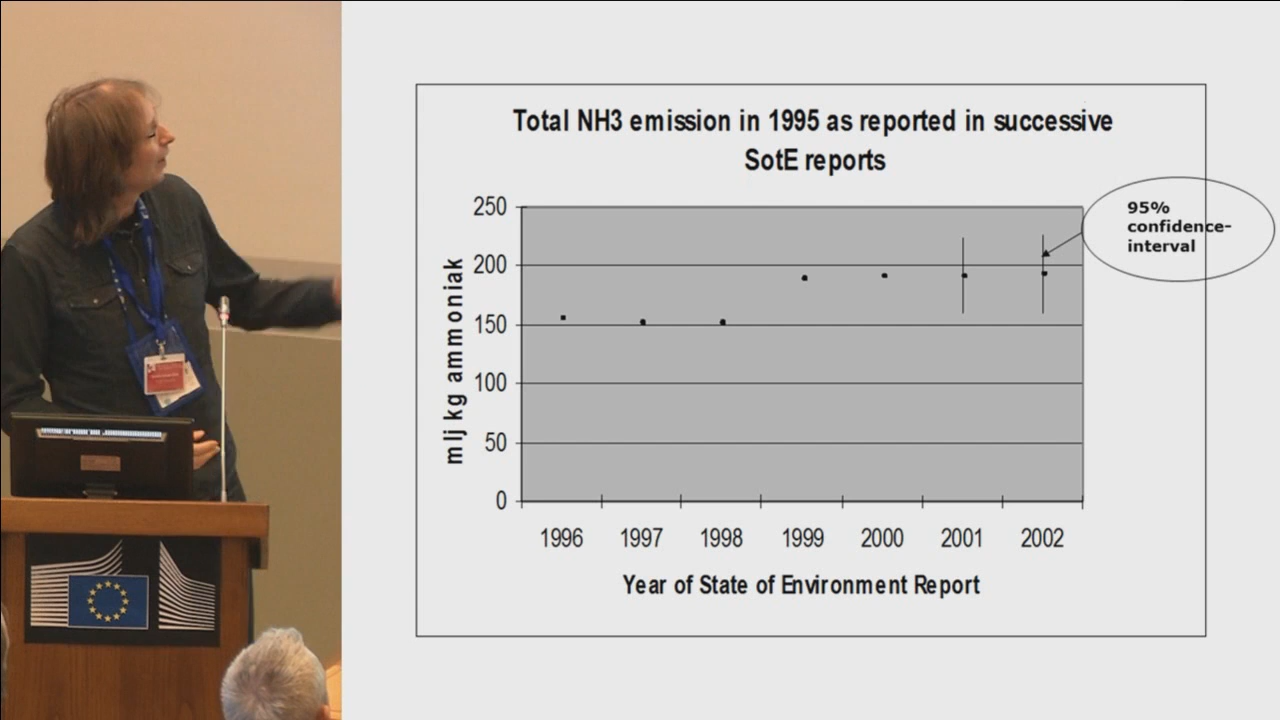 Total NH3 emission in 1995 as reported in successive
SotE reports
95%
confidence-
interval
250
200
150
100
50
0
mlj kg ammoniak
1996 1997 1998 1999 2000 2001 2002
Year of State of Environment Report